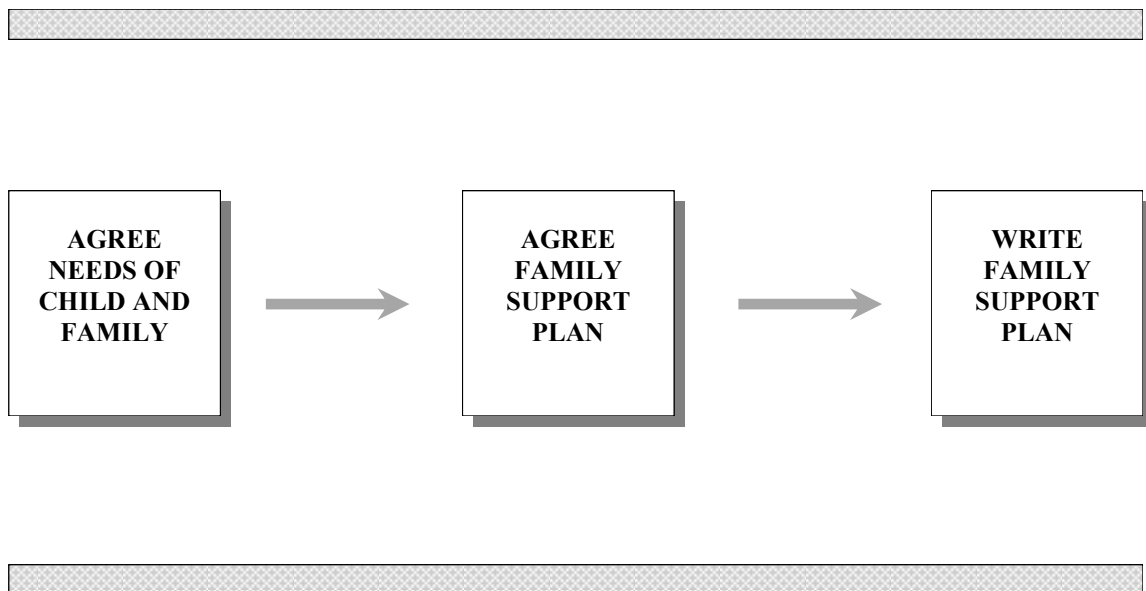 AGREE
NEEDS OF
CHILD AND
FAMILY
AGREE
FAMILY
SUPPORT
PLAN
WRITE
FAMILY
SUPPORT
PLAN